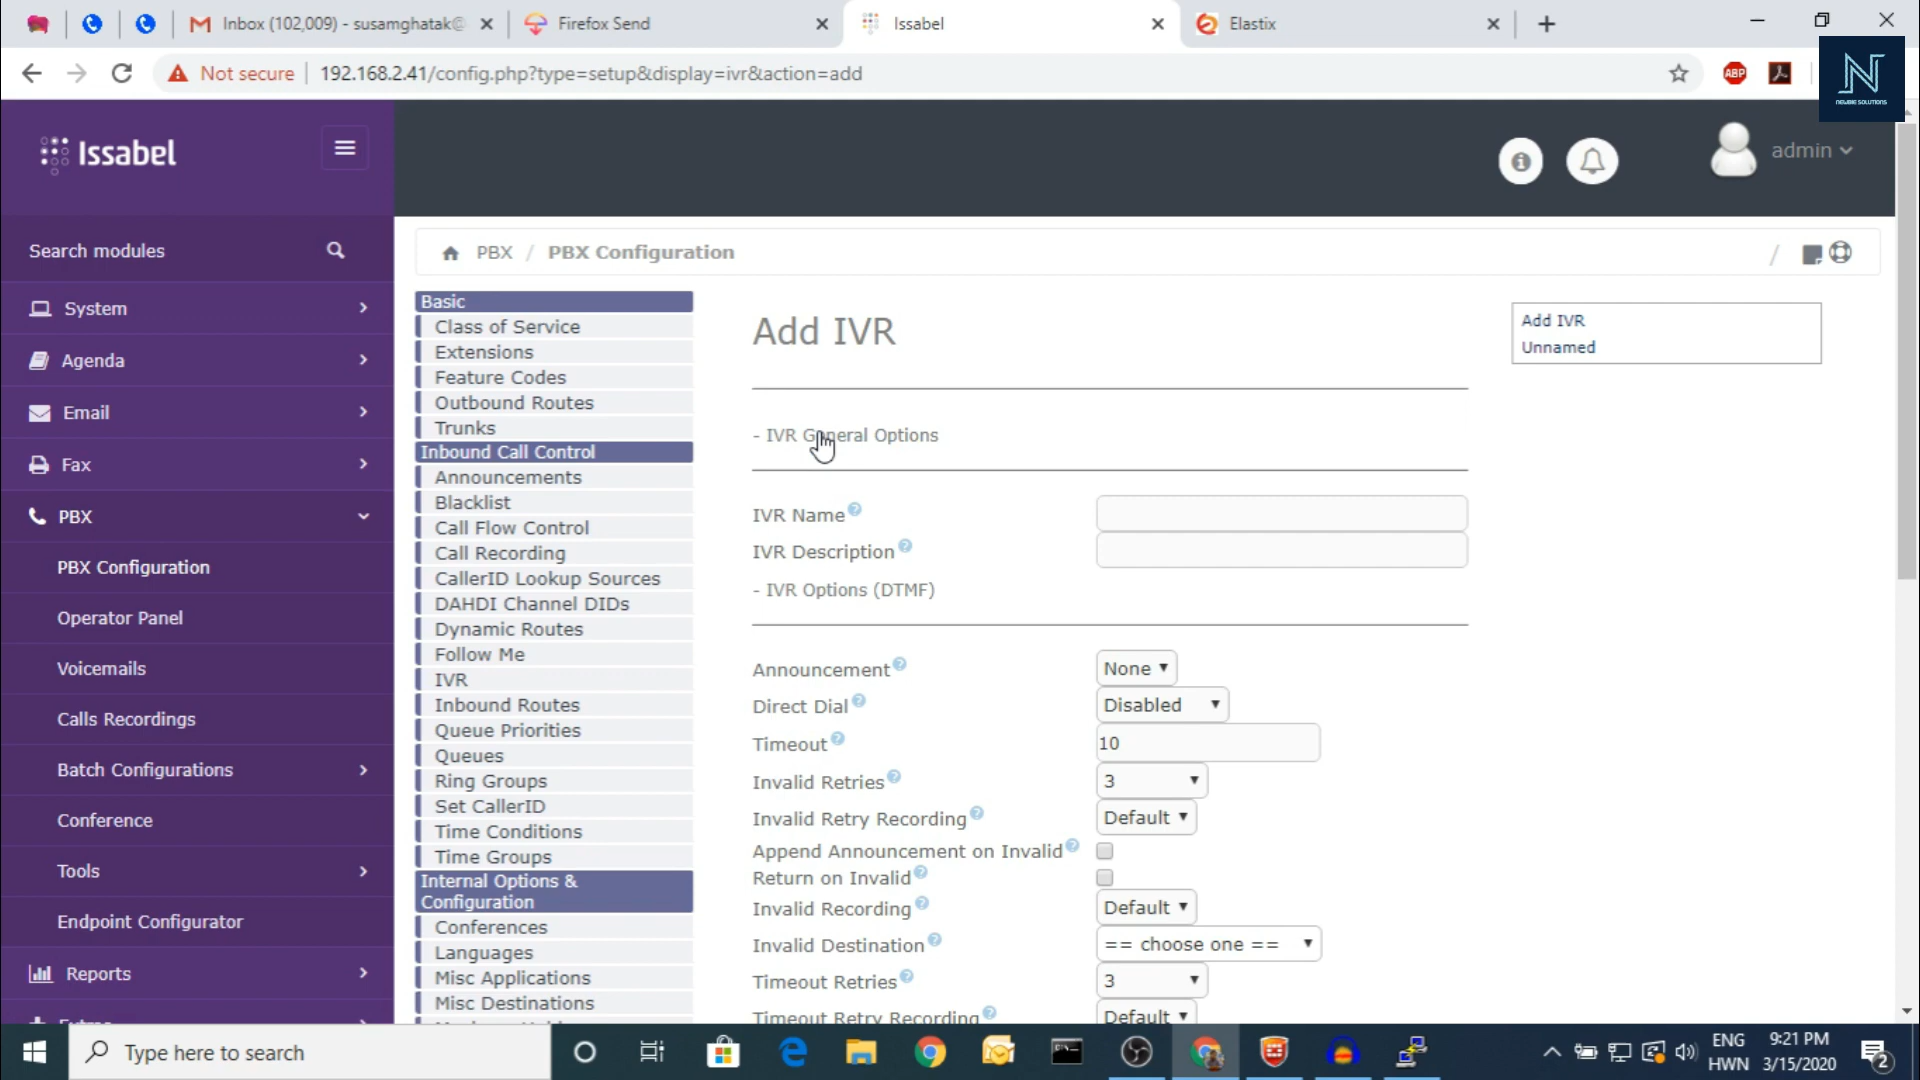 Inbox (102,009) - susamghatak@
Firefox Send
Issabel
Elastix
Not secure
192.168.2.41/config.php?type=setup&display=ivr&action=add
ABP
N
NEWBIE SOLUTIONS
Issabel
admin
Search modules
System
Agenda
Email
Fax
PBX
PBX Configuration
Operator Panel
Voicemails
Calls Recordings
Batch Configurations
Conference
Tools
Endpoint Configurator
Reports
PBX / PBX Configuration /
Basic
Class of Service
Extensions
Feature Codes
Outbound Routes
Trunks
Inbound Call Control
Announcements
Blacklist
Call Flow Control
Call Recording
CallerID Lookup Sources
DAHDI Channel DIDs
Dynamic Routes
Follow Me
IVR
Inbound Routes
Queue Priorities
Queues
Ring Groups
Set CallerID
Time Conditions
Time Groups
Internal Options &
Configuration
Conferences
Languages
Misc Applications
Misc Destinations
Add IVR
- IVR General Options
IVR Name
IVR Description
- IVR Options (DTMF)
Announcement None
Direct Dial Disabled
Timeout 10
Invalid Retries 3
Invalid Retry Recording Default
Append Announcement on Invalid
Return on Invalid
Invalid Recording Default
Invalid Destination == choose one ==
Timeout Retries 3
Timeout Retry Recording Default
Add IVR
Unnamed
Type here to search
ENG
HWN
9:21 PM
3/15/2020
2